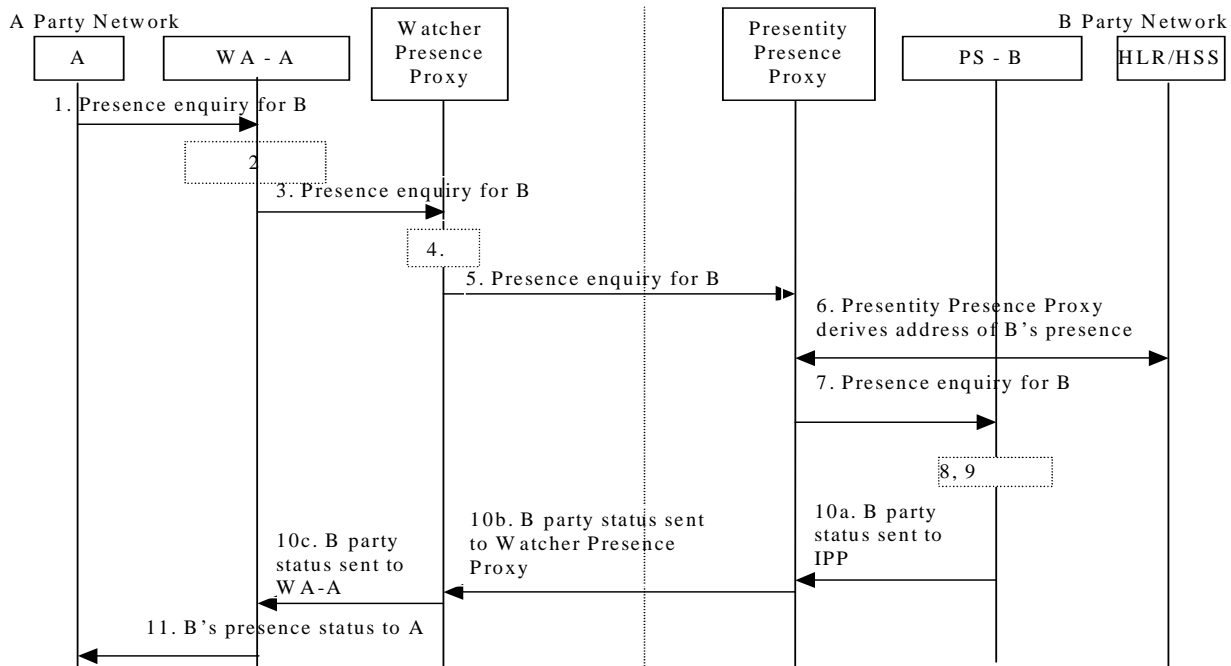 A Party Network
B Party Network
A
WA - A
Watcher
Presence
Proxy
Presentity
Presence
Proxy
PS - B
HLR/HSS
1. Presence enquiry for B
2
3. Presence enquiry for B
4.
5. Presence enquiry for B
6. Presentity Presence Proxy
derives address of B’s presence
7. Presence enquiry for B
8, 9
10a. B party
status sent to
IPP
10b. B party status sent
to Watcher Presence
Proxy
10c. B party
status sent to
WA-A
11. B’s presence status to A